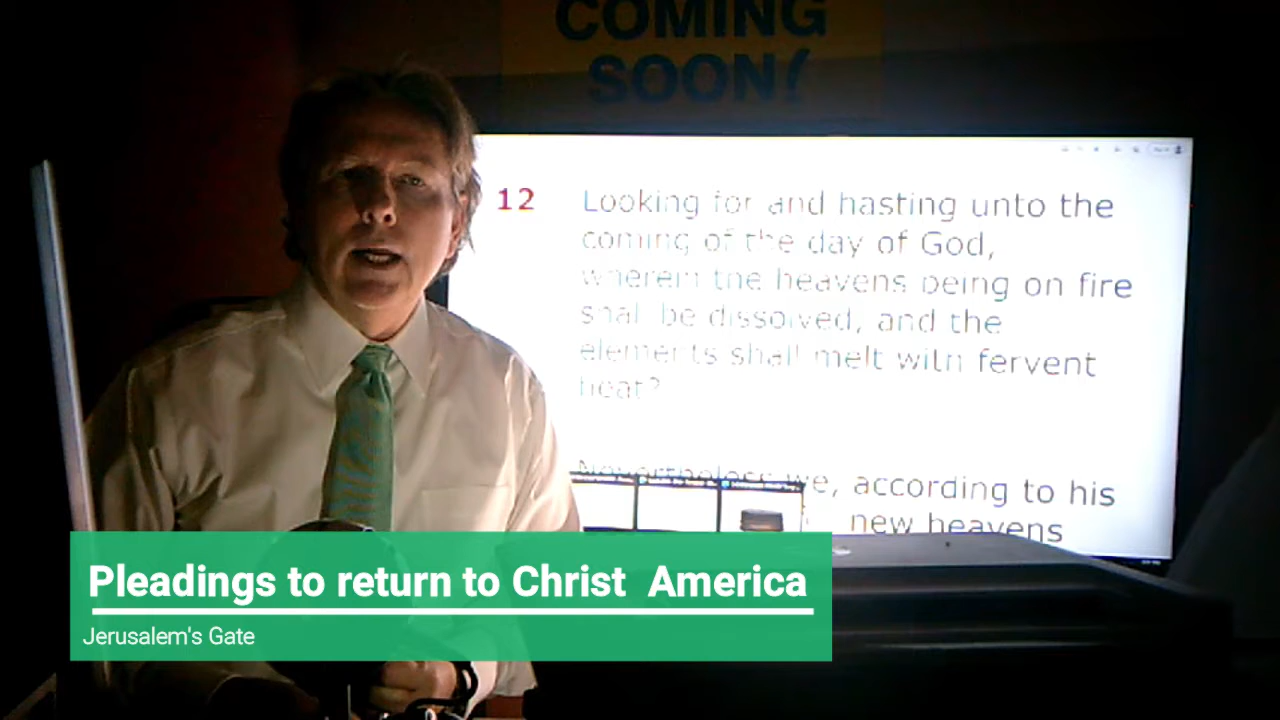 COMING
SOON!
12 Looking for and hasting unto the
coming of the day of God,
wherein the heavens being on fire
shall be dissolved, and the
elements shall melt with fervent
heat?
Nevertheless we, according to his
new heavens
Pleadings to return to Christ America
Jerusalem's Gate